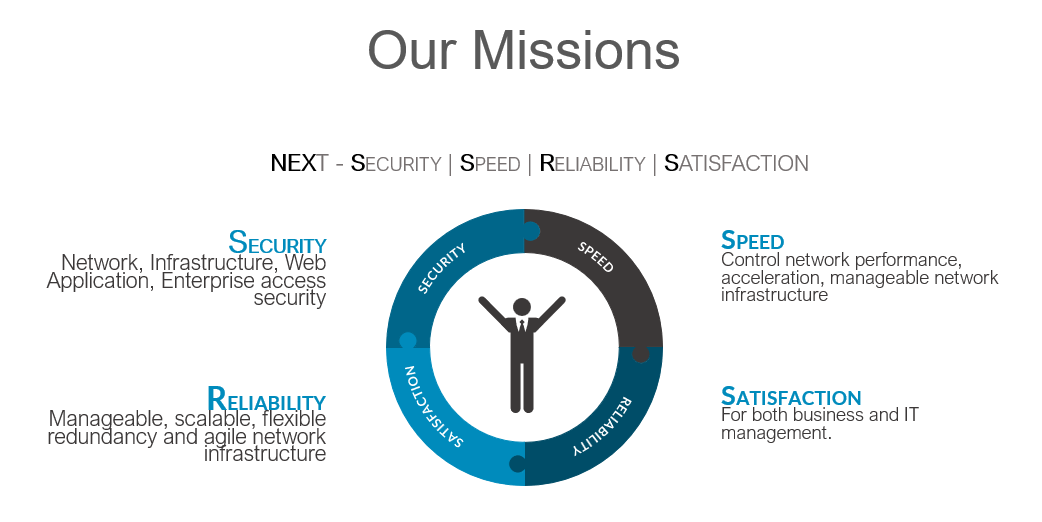 Our Missions
NEXT - SECURITY | SPEED | RELIABILITY | SATISFACTION
SECURITY
Network, Infrastructure, Web
Application, Enterprise access
security
SPEED
Control network performance,
acceleration, manageable network
infrastructure
SECURITY
SPEED
SATISFACTION
RELIABILITY
RELIABILITY
Manageable, scalable, flexible
redundancy and agile network
infrastructure
SATISFACTION
For both business and IT
management.